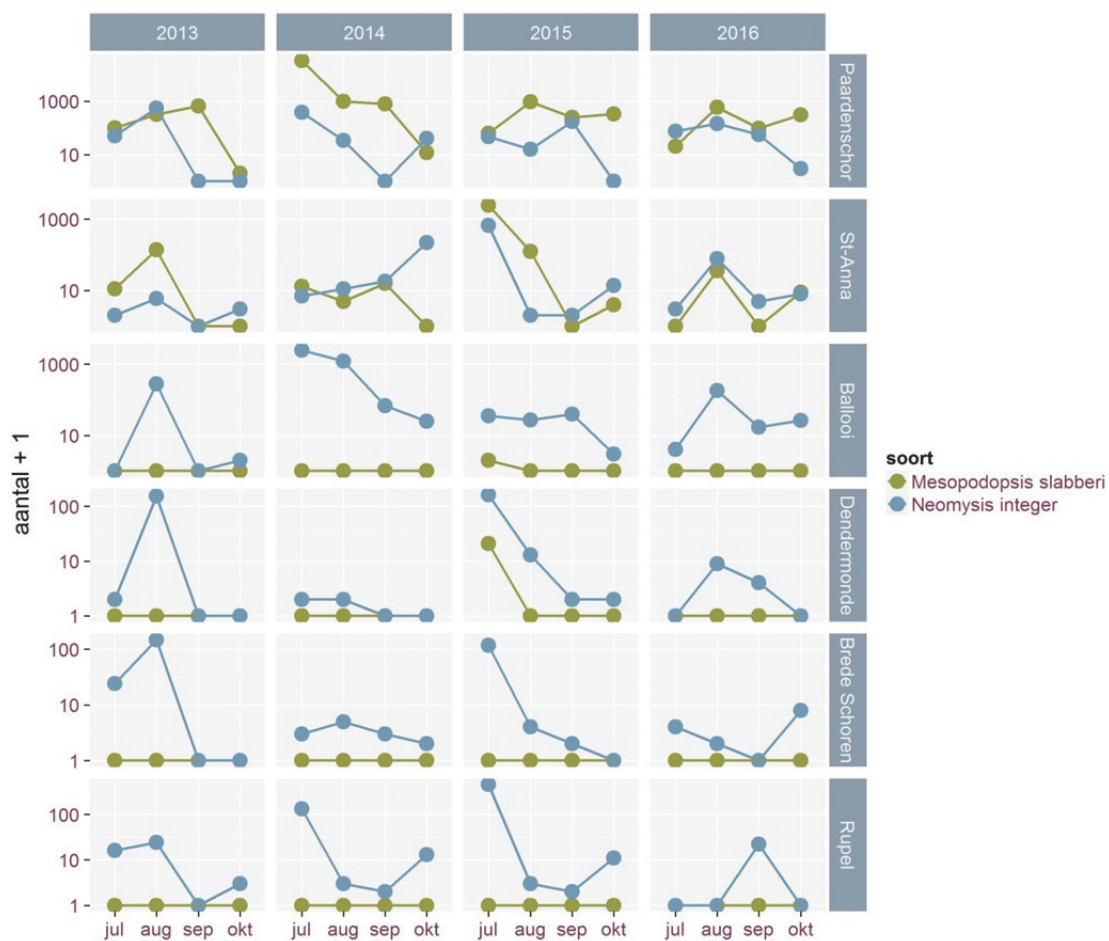 2013 2014 2015 2016
1000
10
Paardenschor
1000
10
St-Anna
1000
10
Ballooi
100
10
1
Dendermonde
100
10
1
Brede Schoren
100
10
1
Rupel
jul aug sep okt jul aug sep okt jul aug sep okt jul aug sep okt
aantal + 1
soort
Mesopodopsis slabberi
Neomysis integer